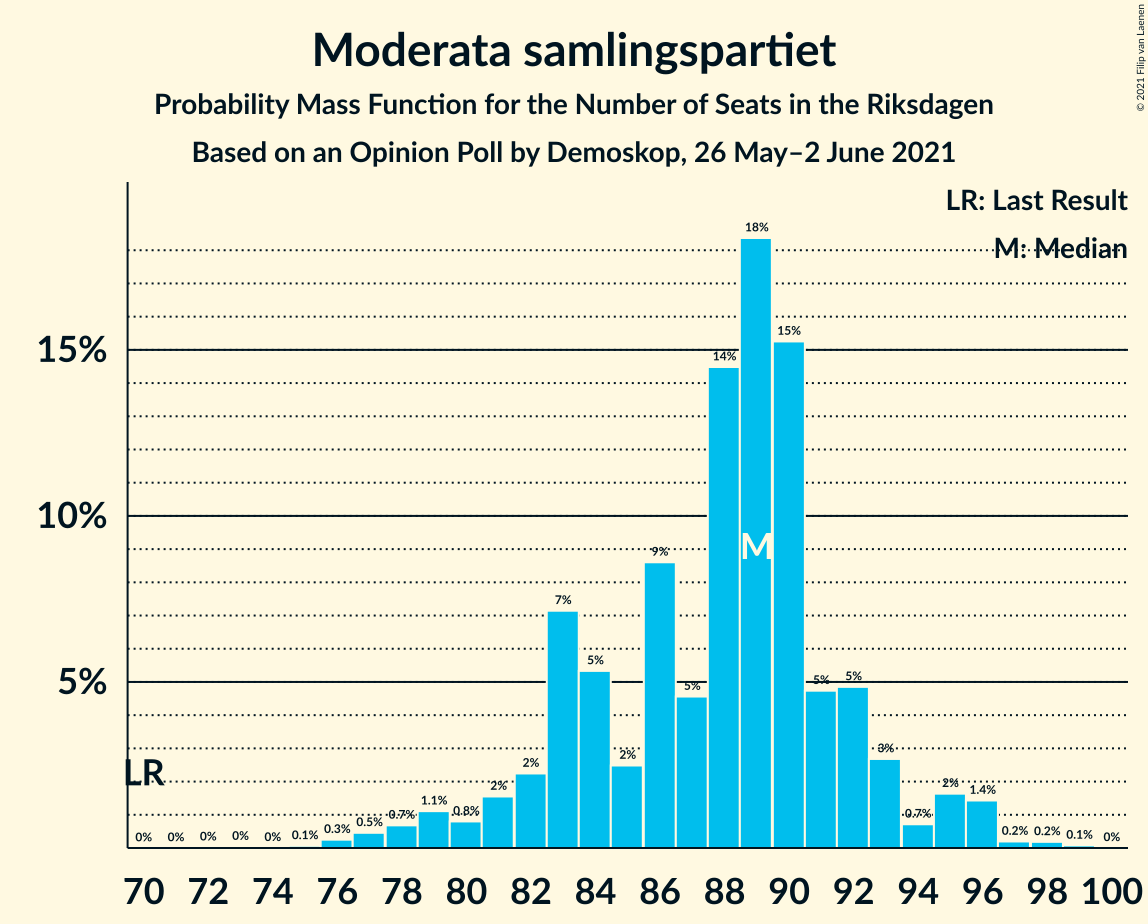 Moderata samlingspartiet
Probability Mass Function for the Number of Seats in the Riksdagen
Based on an Opinion Poll by Demoskop, 26 May–2 June 2021
© 2021 Filip van Laenen
LR: Last Result
M: Median
15%
10%
5%
LR
M
0% 0% 0% 0% 0% 0.1% 0.3% 0.5% 0.7% 1.1% 0.8% 2% 2% 7% 5% 2% 9% 5% 14% 18% 15% 5% 5% 3% 0.7% 2% 1.4% 0.2% 0.2% 0.1% 0%
70 72 74 76 78 80 82 84 86 88 90 92 94 96 98 100